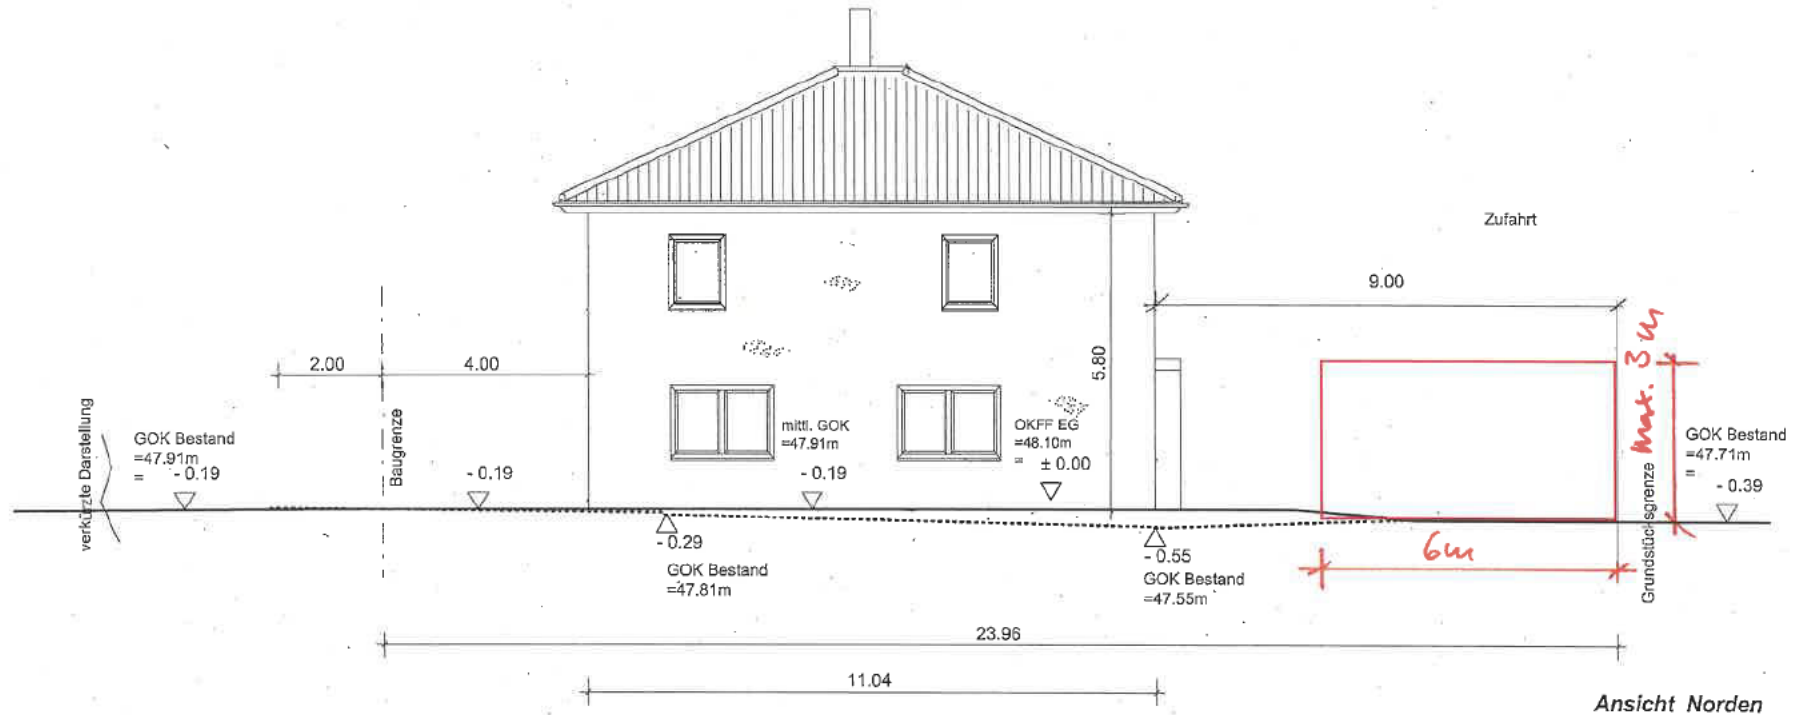 Zufahrt
9.00
2.00
4.00
5.80
max. 3 m
verkürzte Darstellung
GOK Bestand
=47.91m
= - 0.19
Baugrenze
- 0.19
mittl. GOK
=47.91m
- 0.19
OKFF EG
=48.10m
= ± 0.00
GOK Bestand
=47.71m
=
- 0.39
Grundstücksgrenze
- 0.29
GOK Bestand
=47.81m
- 0.55
GOK Bestand
=47.55m
6m
23.96
11.04
Ansicht Norden